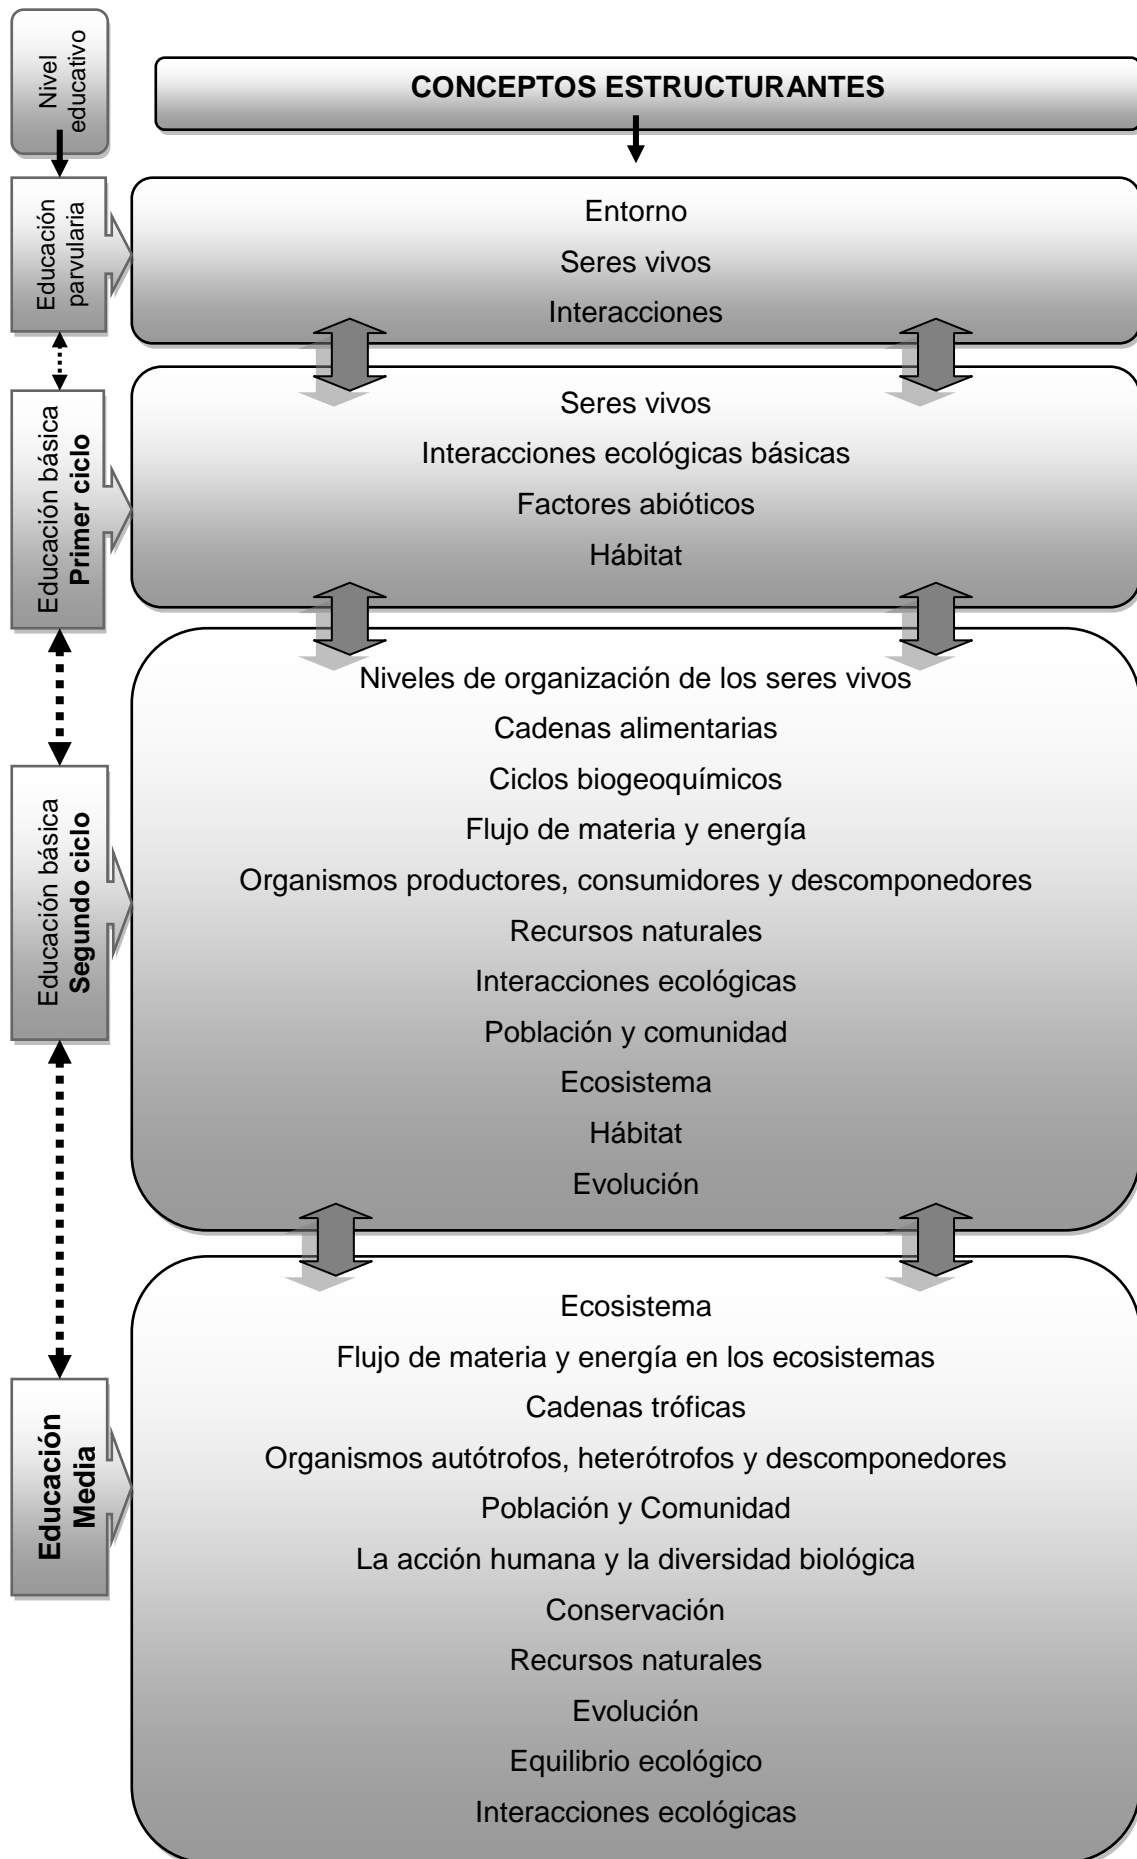 Nivel
educativo
CONCEPTOS ESTRUCTURANTES
Educación
parvularia
Entorno
Seres vivos
Interacciones
Educación básica
Primer ciclo
Seres vivos
Interacciones ecológicas básicas
Factores abióticos
Hábitat
Educación básica
Segundo ciclo
Niveles de organización de los seres vivos
Cadenas alimentarias
Ciclos biogeoquímicos
Flujo de materia y energía
Organismos productores, consumidores y descomponedores
Recursos naturales
Interacciones ecológicas
Población y comunidad
Ecosistema
Hábitat
Evolución
Educación
Media
Ecosistema
Flujo de materia y energía en los ecosistemas
Cadenas tróficas
Organismos autótrofos, heterótrofos y descomponedores
Población y Comunidad
La acción humana y la diversidad biológica
Conservación
Recursos naturales
Evolución
Equilibrio ecológico
Interacciones ecológicas